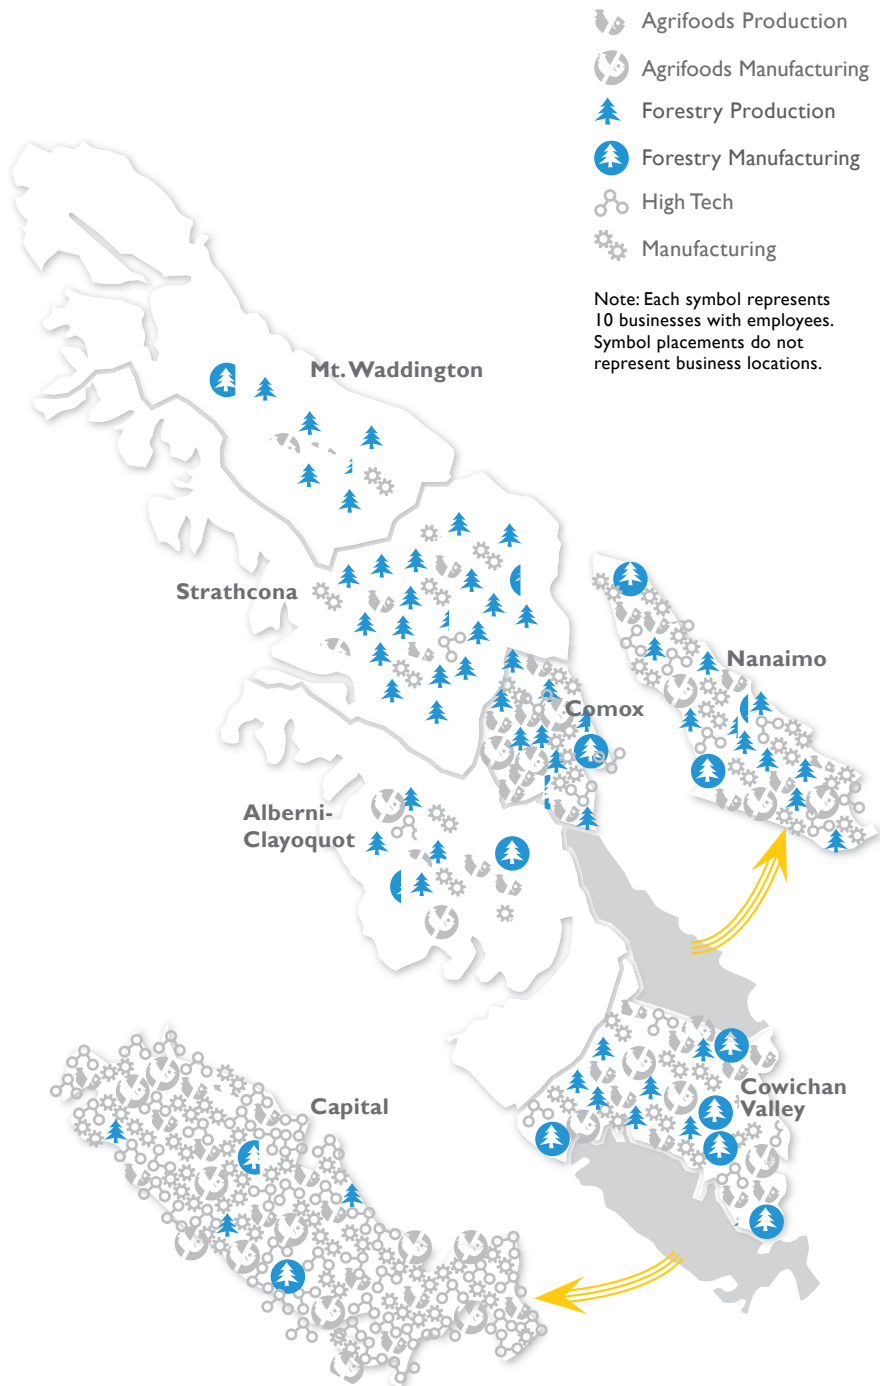 Agrifoods Production
Agrifoods Manufacturing
Forestry Production
Forestry Manufacturing
High Tech
Manufacturing
Note: Each symbol represents
10 businesses with employees.
Symbol placements do not
represent business locations.
Mt. Waddington
Strathcona
Nanaimo
Comox
Alberni-
Clayoquot
Cowichan
Valley
Capital